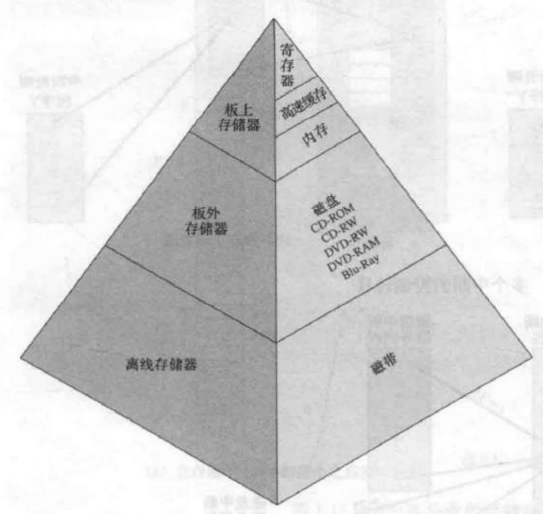 寄
存
器
高速缓存
内存
板上
存储器
磁盘
CD-ROM
CD-RW
DVD-RW
DVD-RAM
Blu-Ray
板外
存储器
离线存储器
磁带